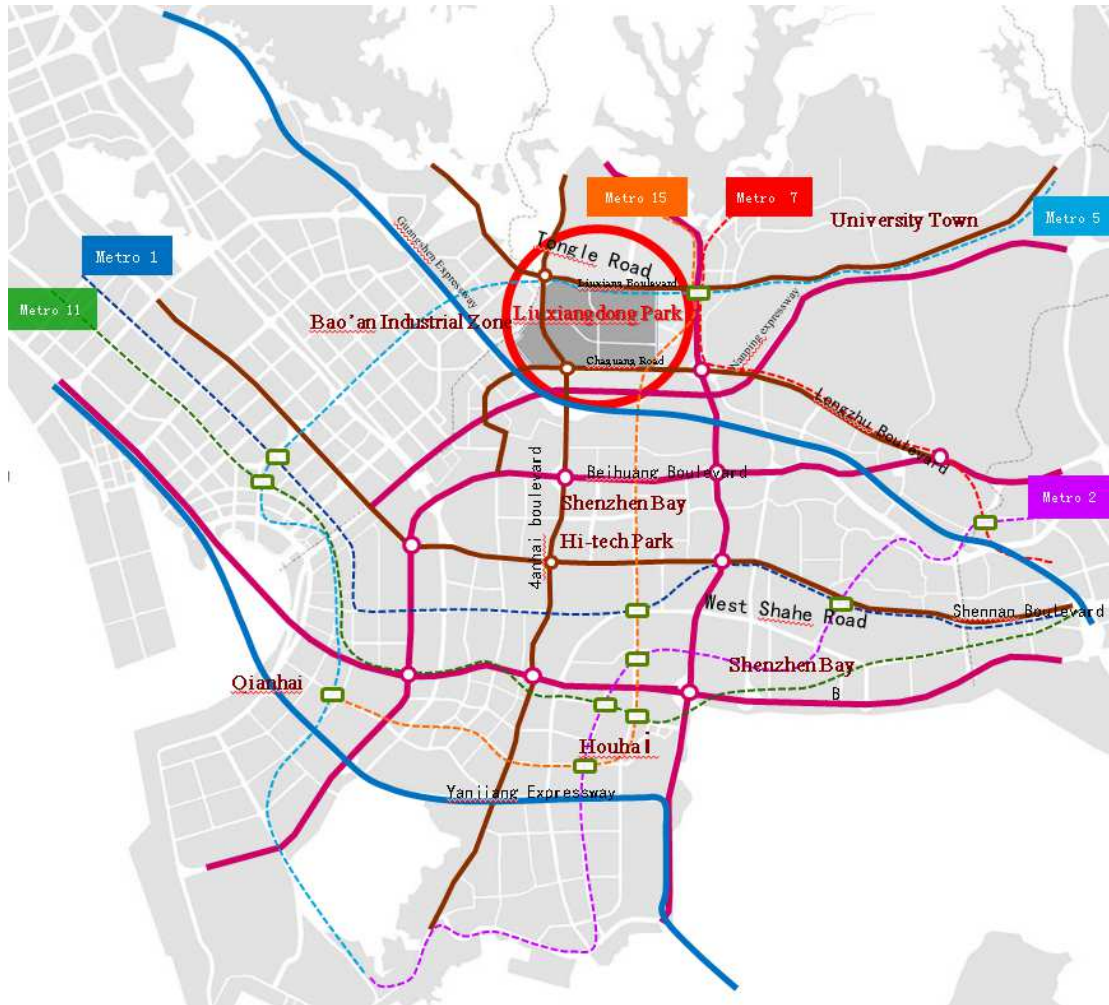 Metro 15
Metro 7
University Town
Metro 5
Metro 1
Guangshen Expressway
Tongle Road
Liuxiang Boulevard
Metro 11
Bao'an Industrial Zone
Liuxiangdong Park
Nanping expressway
Chaguang Road
Longzhu Boulevard
Beihuang Boulevard
Metro 2
Shenzhen Bay
4anhai boulevard
Hi-tech Park
West Shahe Road
Shennan Boulevard
Shenzhen Bay
Qianhai
B
Houhai
Yanjiang Expressway